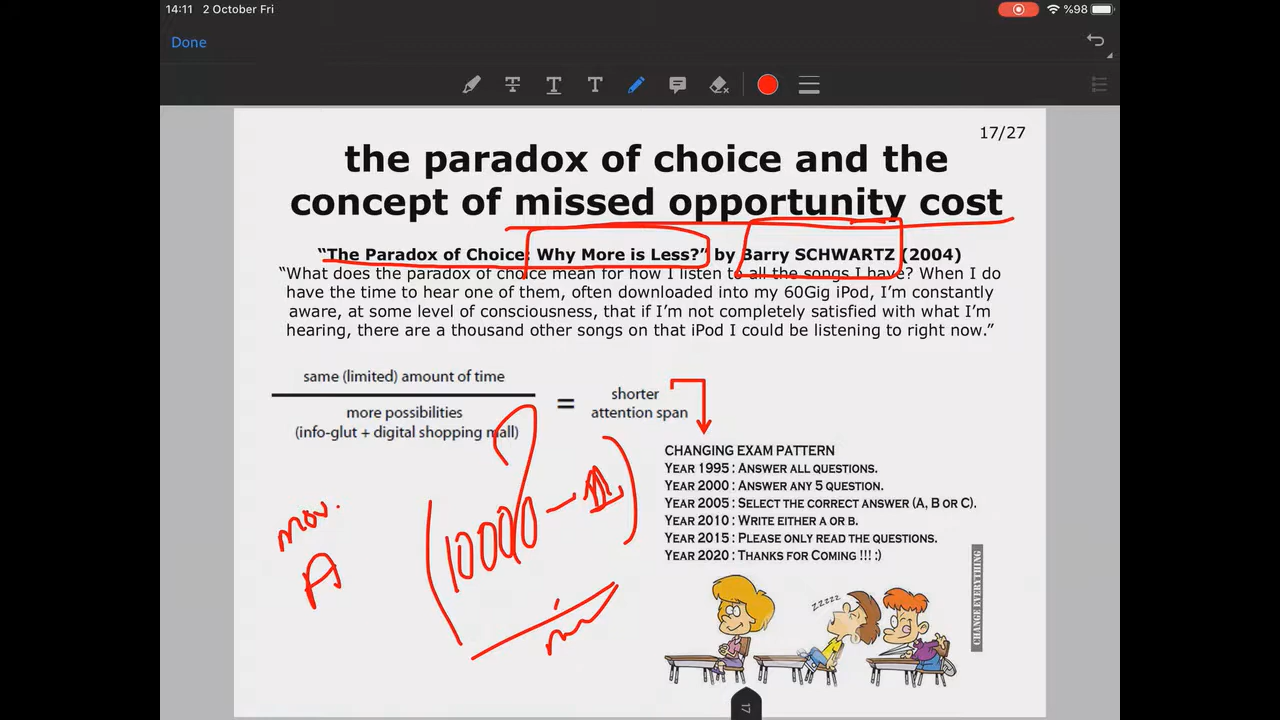 14:11 2 October Fri
%98
Done
17/27
the paradox of choice and the
concept of missed opportunity cost
“The Paradox of Choice: Why More is Less?” by Barry SCHWARTZ (2004)
“What does the paradox of choice mean for how I listen to all the songs I have? When I do
have the time to hear one of them, often downloaded into my 60Gig iPod, I’m constantly
aware, at some level of consciousness, that if I’m not completely satisfied with what I’m
hearing, there are a thousand other songs on that iPod I could be listening to right now.”
same (limited) amount of time
more possibilities
(info-glut + digital shopping mall)
=
shorter
attention span
CHANGING EXAM PATTERN
YEAR 1995 : ANSWER ALL QUESTIONS.
YEAR 2000 : ANSWER ANY 5 QUESTION.
YEAR 2005 : SELECT THE CORRECT ANSWER (A, B OR C).
YEAR 2010 : WRITE EITHER A OR B.
YEAR 2015 : PLEASE ONLY READ THE QUESTIONS.
YEAR 2020 : THANKS FOR COMING !!! :)
mov.
A
(10000 -
zzzzz
CHANGE EVERYTHING
17